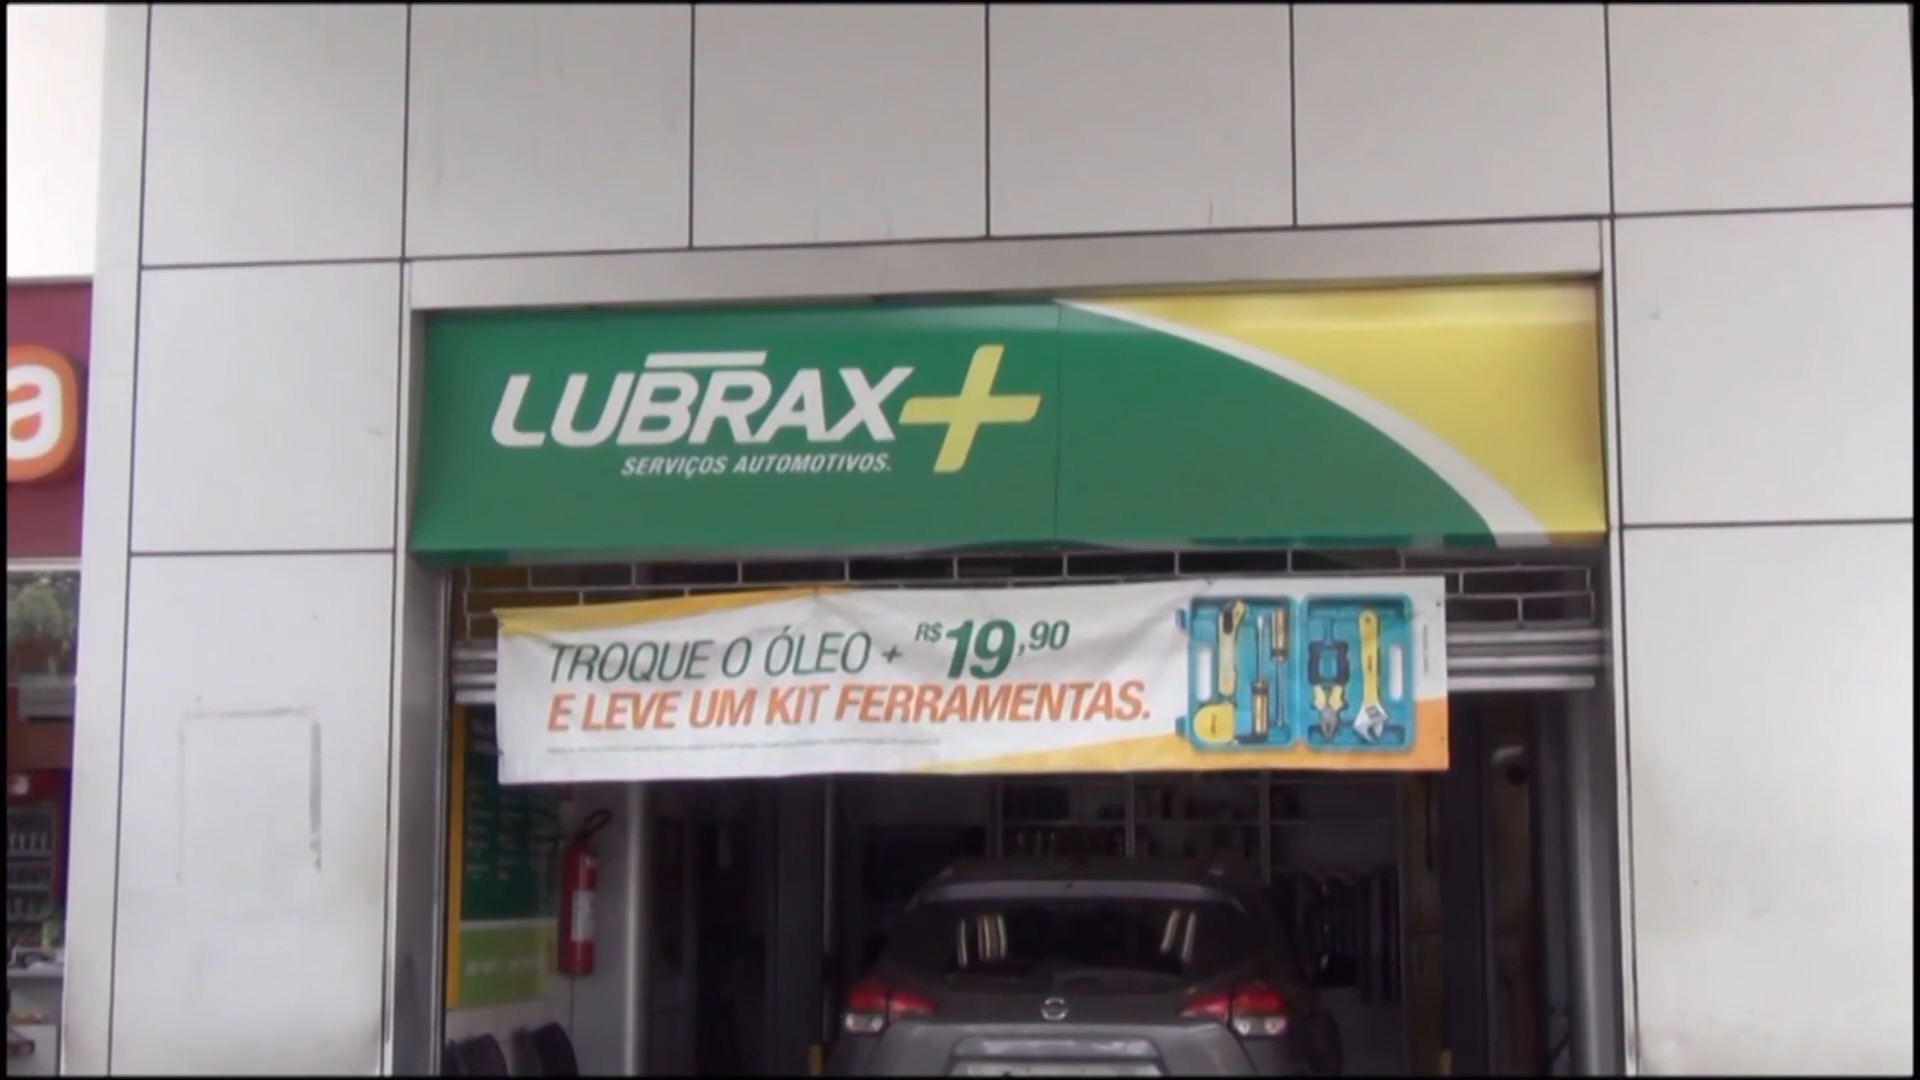 LUBRAX+
SERVIÇOS AUTOMOTIVOS.
a
TROQUE O ÓLEO + R$ 19,90
E LEVE UM KIT FERRAMENTAS.